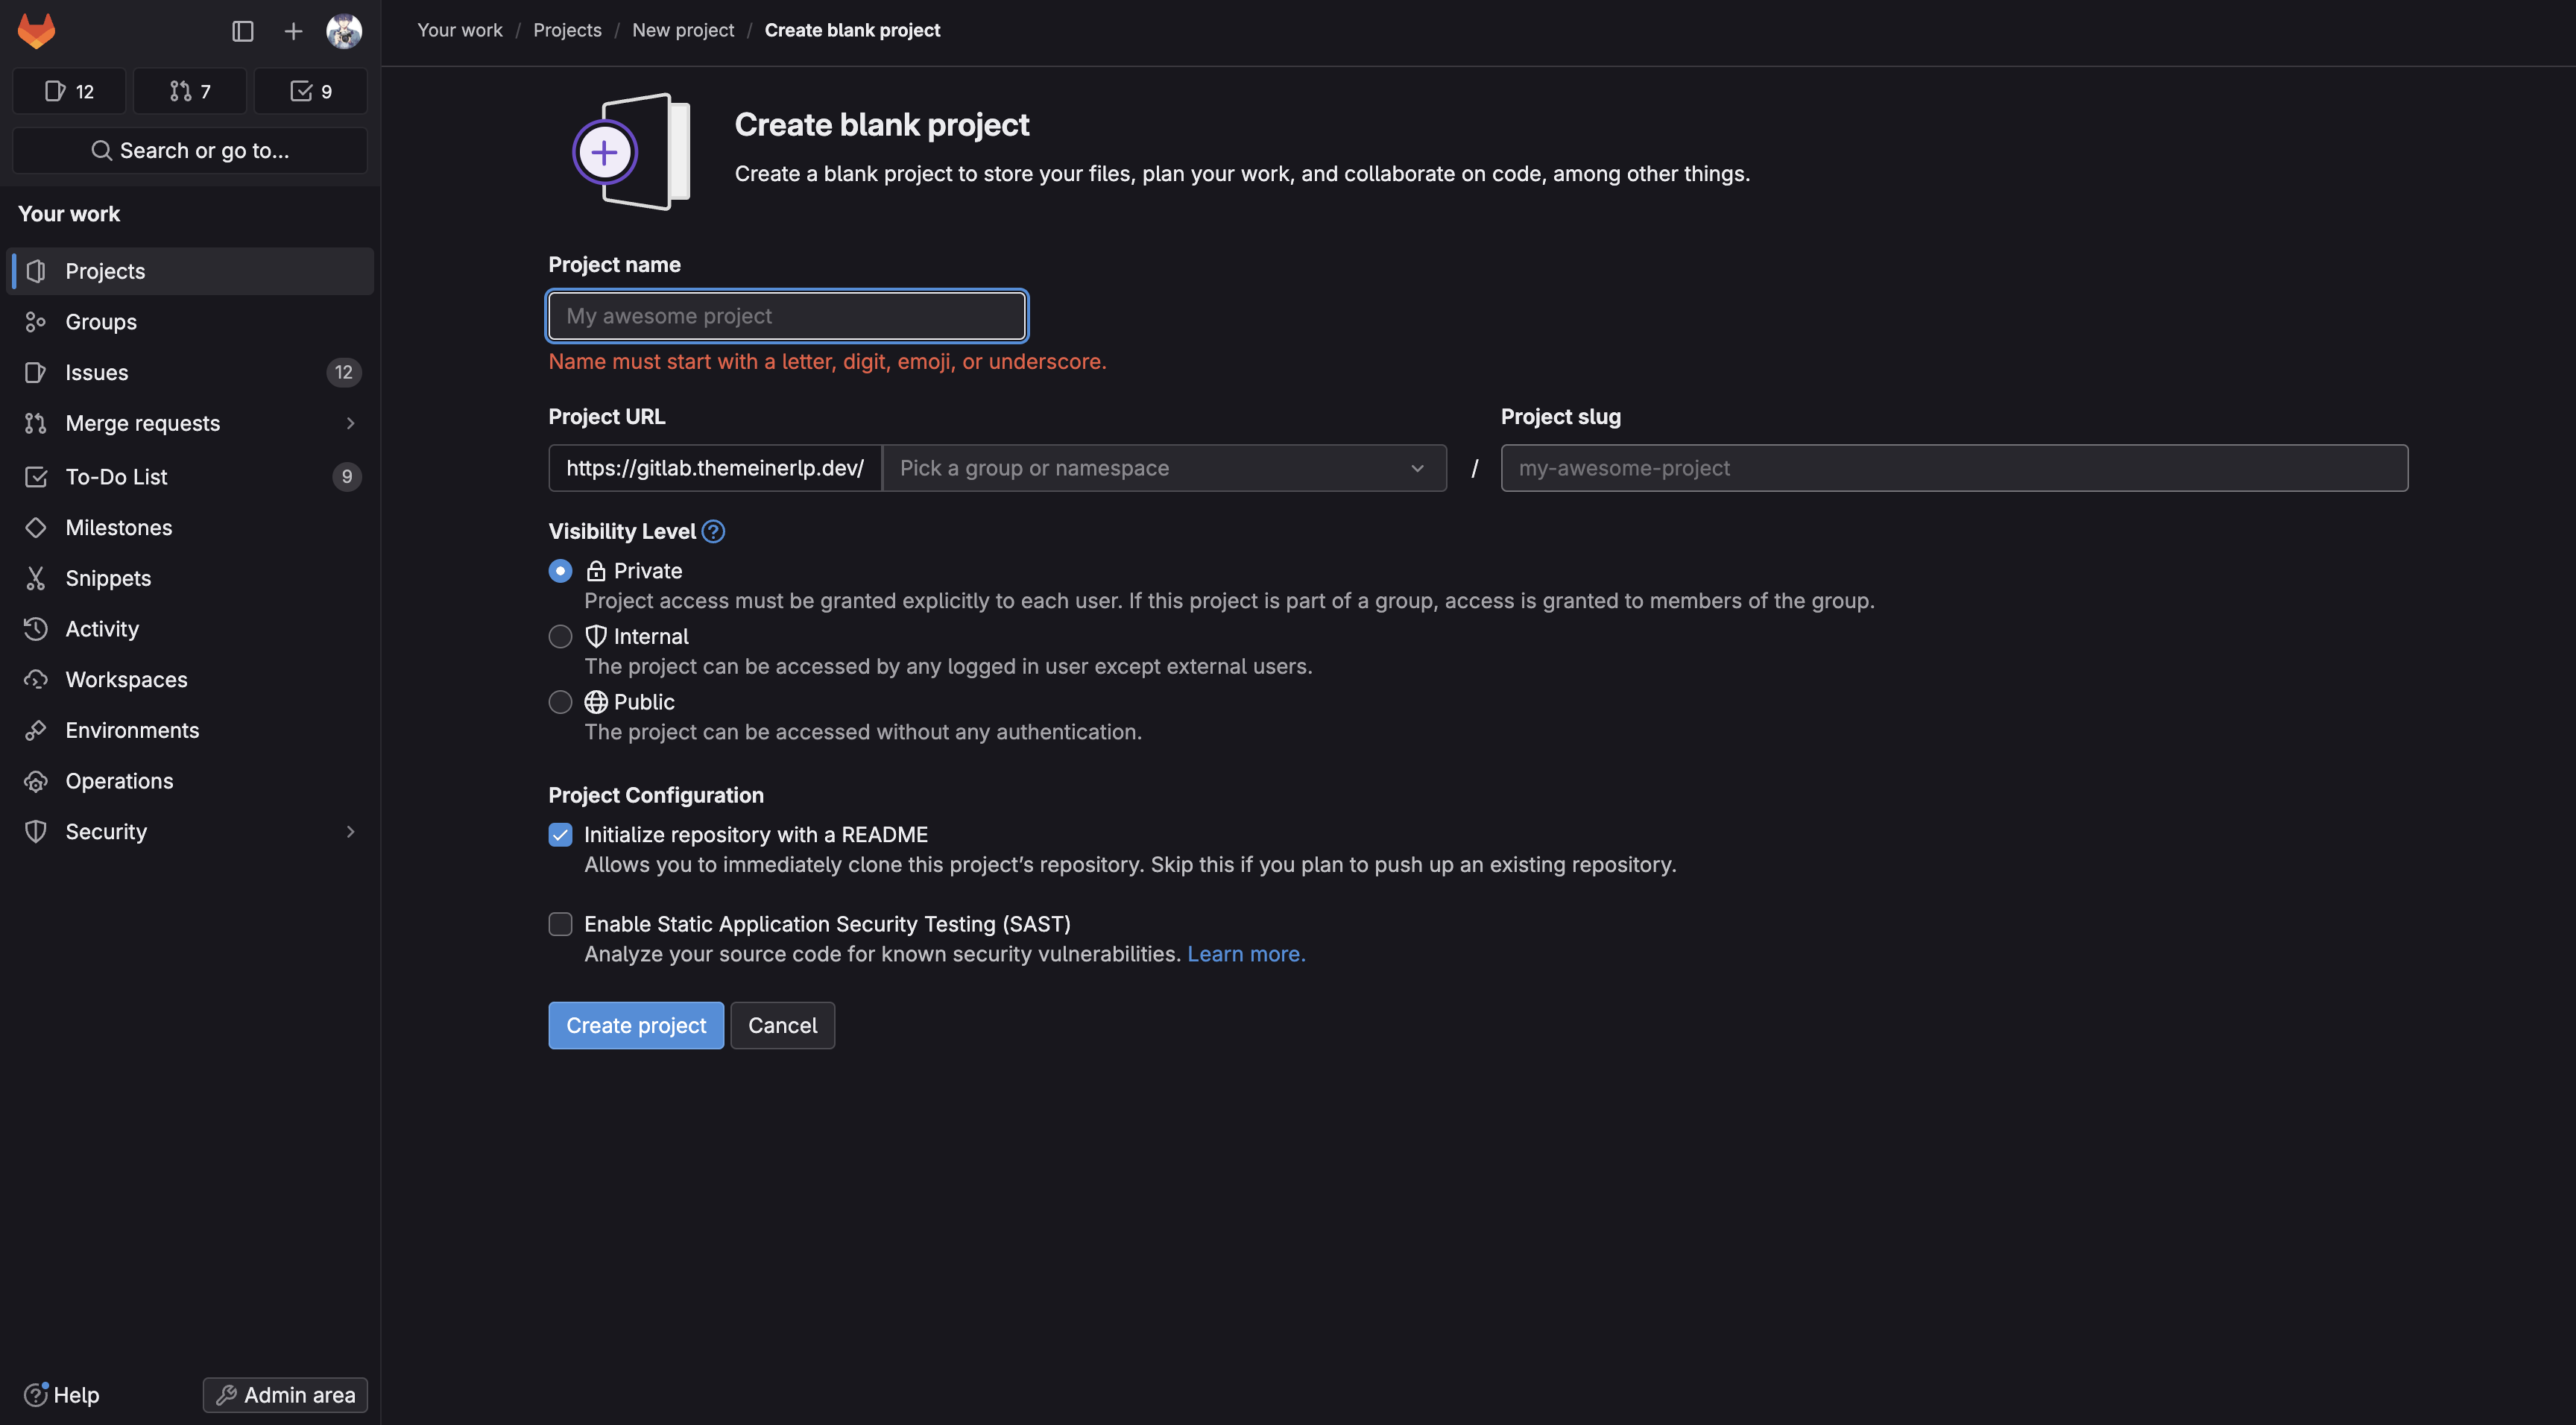 Your work / Projects / New project / Create blank project
12 7 9
Search or go to...
Your work
Projects
Groups
Issues 12
Merge requests
To-Do List 9
Milestones
Snippets
Activity
Workspaces
Environments
Operations
Security
Help
Admin area
Create blank project
Create a blank project to store your files, plan your work, and collaborate on code, among other things.
Project name
My awesome project
Name must start with a letter, digit, emoji, or underscore.
Project URL
https://gitlab.themeinerlp.dev/ Pick a group or namespace
/
Project slug
my-awesome-project
Visibility Level
Private
Project access must be granted explicitly to each user. If this project is part of a group, access is granted to members of the group.
Internal
The project can be accessed by any logged in user except external users.
Public
The project can be accessed without any authentication.
Project Configuration
Initialize repository with a README
Allows you to immediately clone this project’s repository. Skip this if you plan to push up an existing repository.
Enable Static Application Security Testing (SAST)
Analyze your source code for known security vulnerabilities. Learn more.
Create project
Cancel